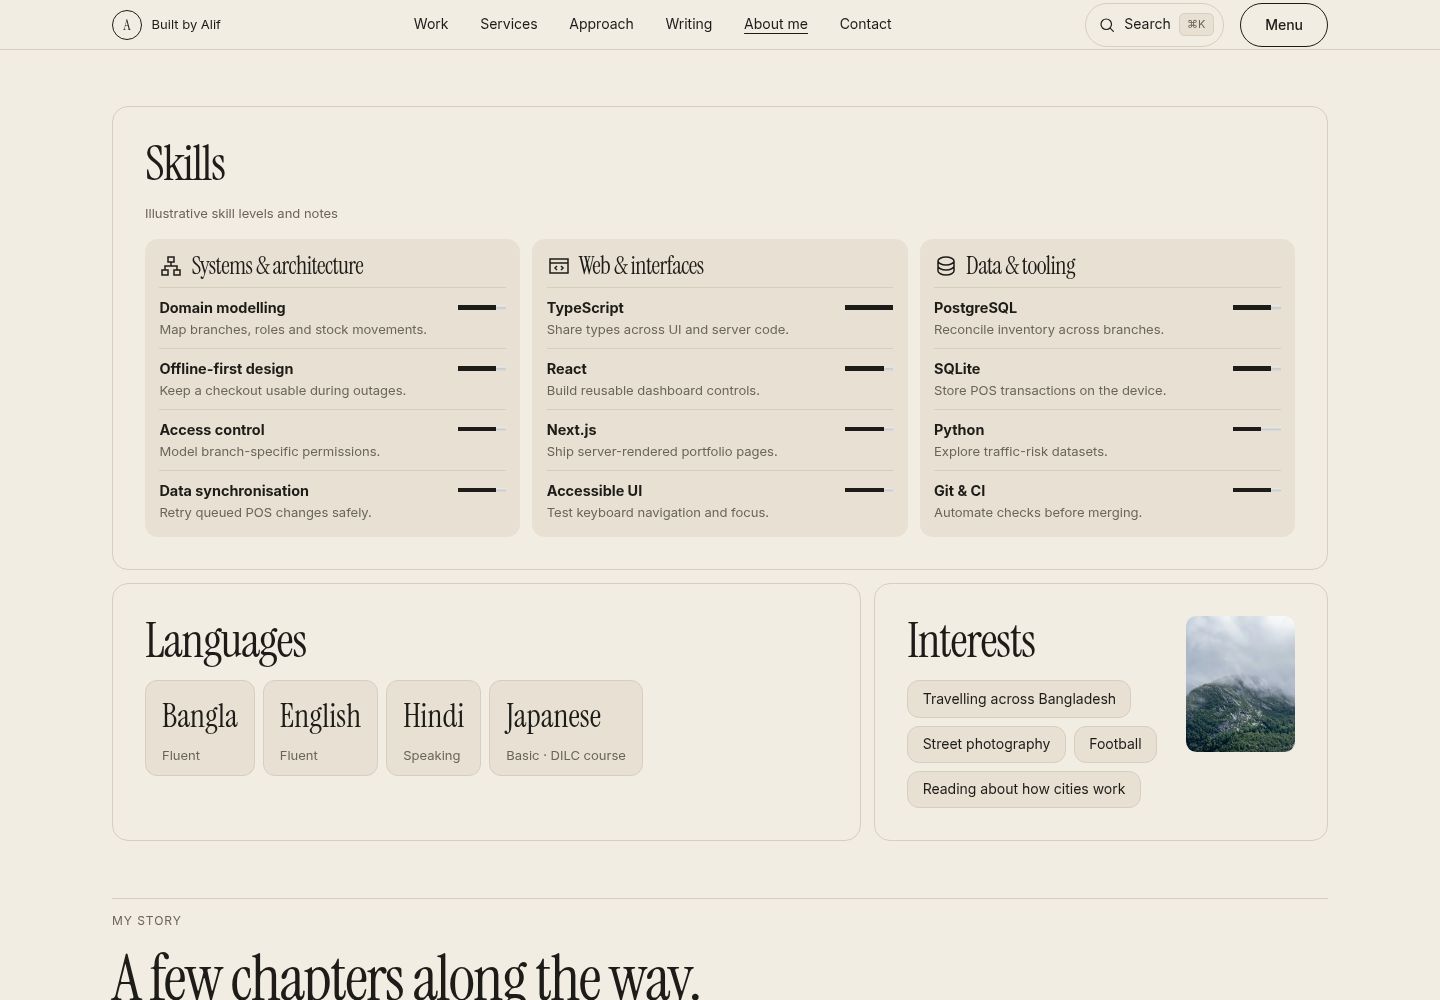 A Built by Alif
Work Services Approach Writing About me Contact
Search ⌘K Menu
Skills
Illustrative skill levels and notes
Systems & architecture
Domain modelling
Map branches, roles and stock movements.
Offline-first design
Keep a checkout usable during outages.
Access control
Model branch-specific permissions.
Data synchronisation
Retry queued POS changes safely.
Web & interfaces
TypeScript
Share types across UI and server code.
React
Build reusable dashboard controls.
Next.js
Ship server-rendered portfolio pages.
Accessible UI
Test keyboard navigation and focus.
Data & tooling
PostgreSQL
Reconcile inventory across branches.
SQLite
Store POS transactions on the device.
Python
Explore traffic-risk datasets.
Git & CI
Automate checks before merging.
Languages
Bangla
Fluent
English
Fluent
Hindi
Speaking
Japanese
Basic · DILC course
Interests
Travelling across Bangladesh
Street photography
Football
Reading about how cities work
MY STORY
A few chapters along the way.